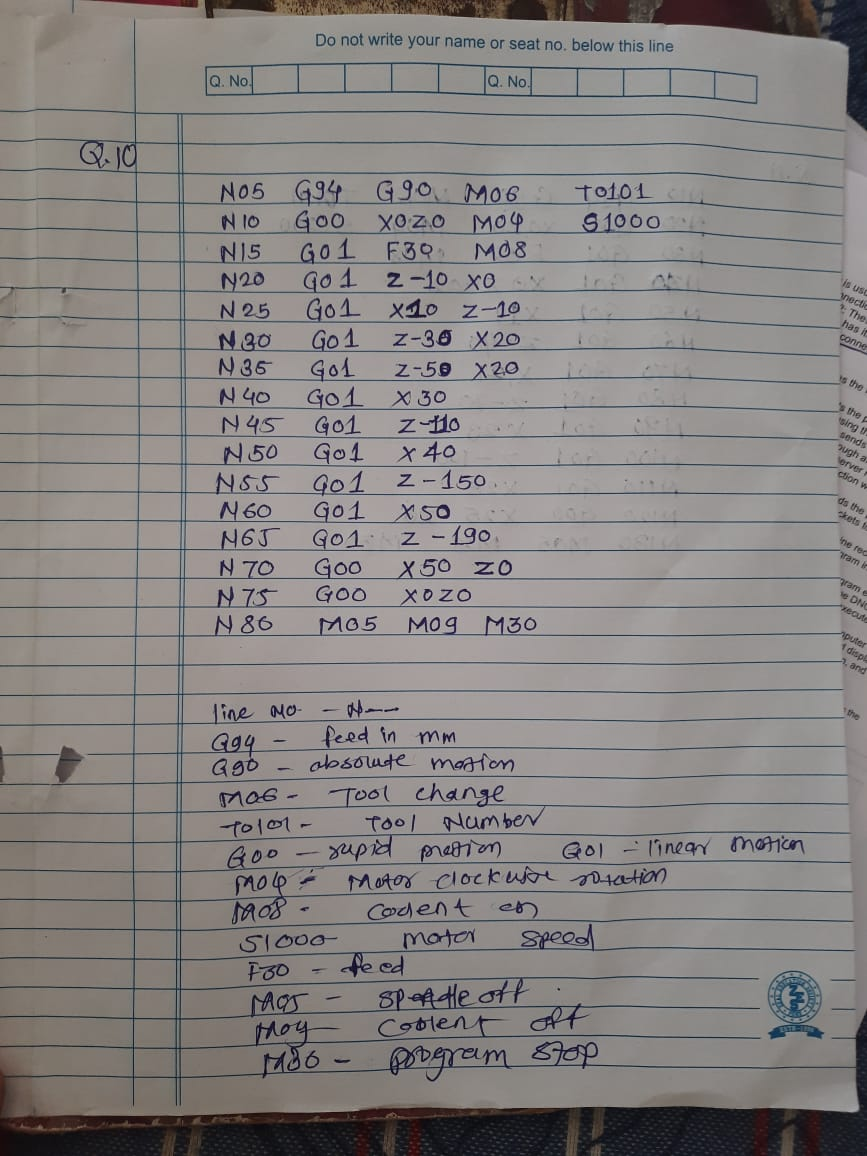 Do not write your name or seat no. below this line
Q. No. Q. No.
Q.10
N05 G94 G90 M06 T0101
N10 G00 X0Z0 M04 S1000
N15 G01 F30 M08
N20 G01 Z-10 X0
N25 G01 X10 Z-10
N30 G01 Z-30 X20
N35 G01 Z-50 X20
N40 G01 X30
N45 G01 Z-110
N50 G01 X40
N55 G01 Z-150.
N60 G01 X50
N65 G01 Z-190
N70 G00 X50 Z0
N75 G00 X0Z0
N80 M05 M09 M30
line no. - N--
G94 - feed in mm
G90 - absolute motion
M06 - Tool change
T0101 - Tool Number
G00 - rapid motion G01 - linear motion
M04 - Motor clockwise rotation
M08 - Coolent on
S1000 motor speed
F30 - feed
M05 - spendle off
Coolent off
M30 - program stop